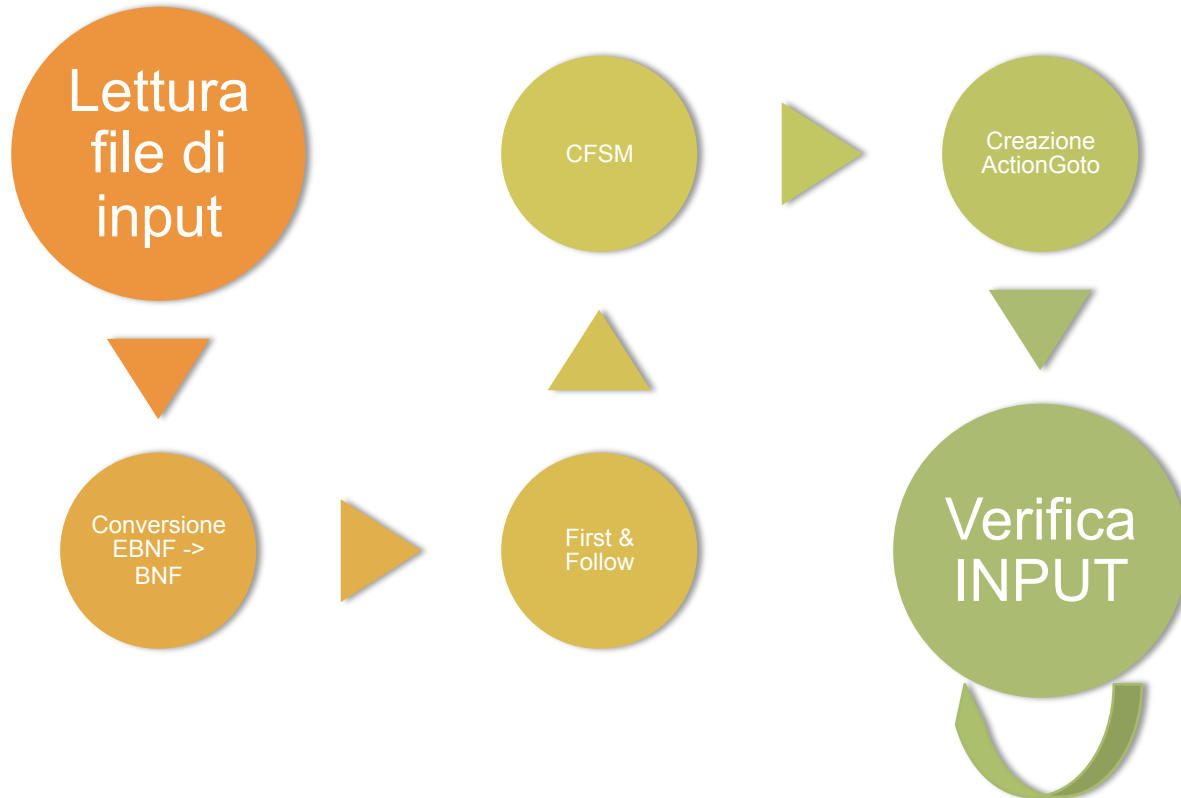 Lettura
file di
input
Conversione
EBNF ->
BNF
First &
Follow
CFSM
Creazione
ActionGoto
Verifica
INPUT